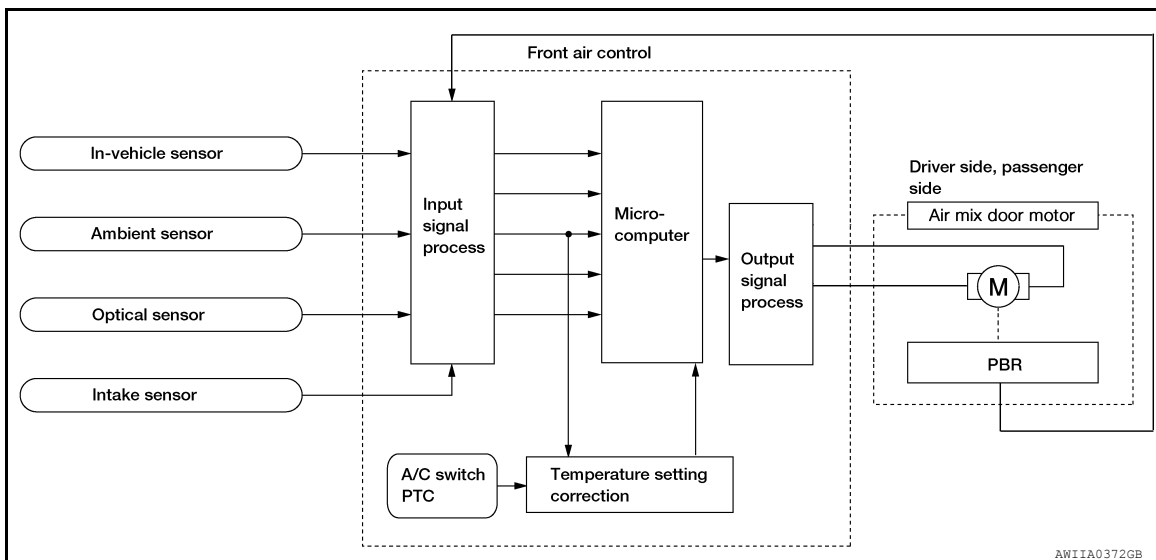 Front air control
In-vehicle sensor
Ambient sensor
Optical sensor
Intake sensor
Input
signal
process
Micro-
computer
Output
signal
process
Driver side, passenger
side
Air mix door motor
M
PBR
A/C switch
PTC
Temperature setting
correction
AWIIA0372GB